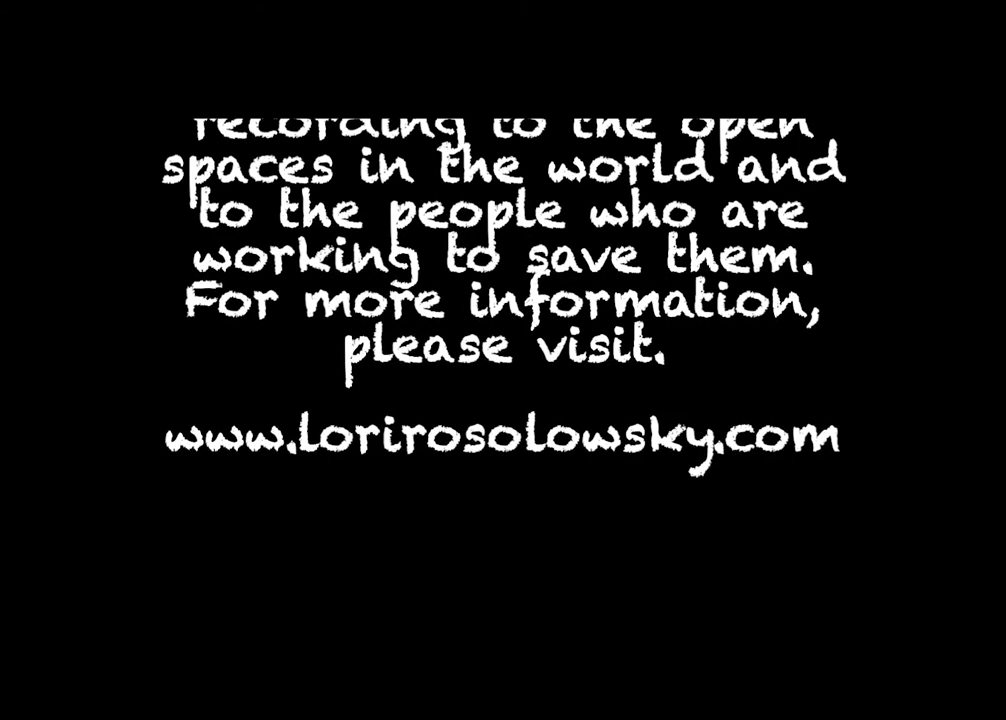 recording to the open
spaces in the world and
to the people who are
working to save them.
For more information,
please visit.
www.lorirosolowsky.com